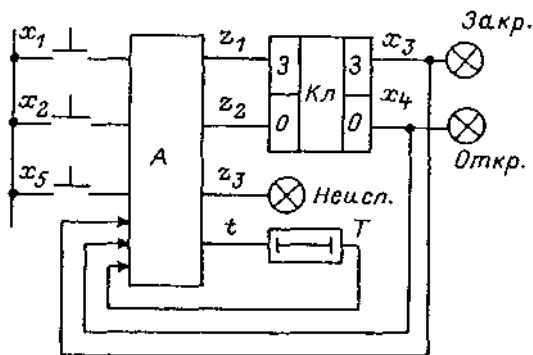 Закр.
x₁ z₁ З З x₃
Кл
x₂ z₂ О О x₄
А Откр.
x₅ z₃ Неисп.
t T